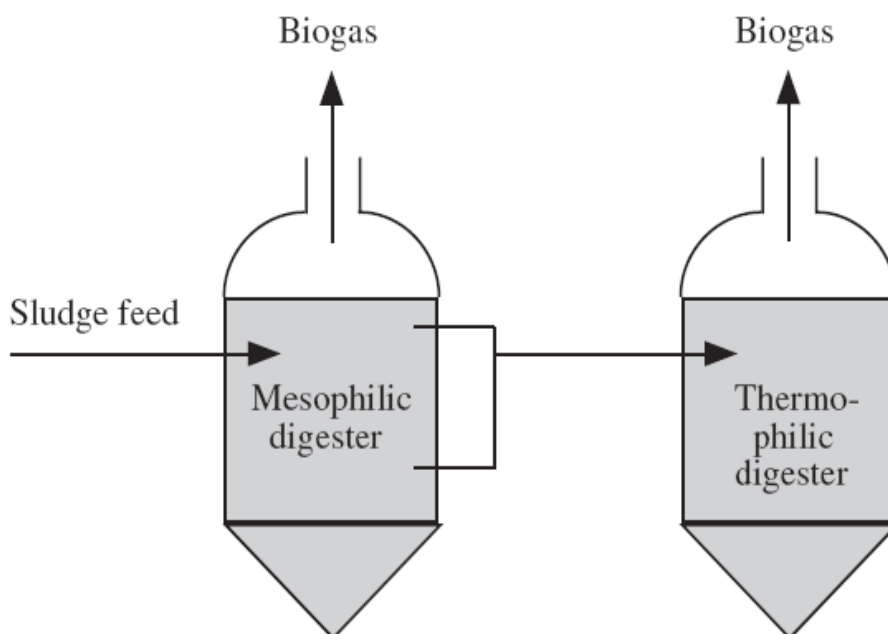 Biogas
Biogas
Sludge feed
Mesophilic
digester
Thermo-
philic
digester